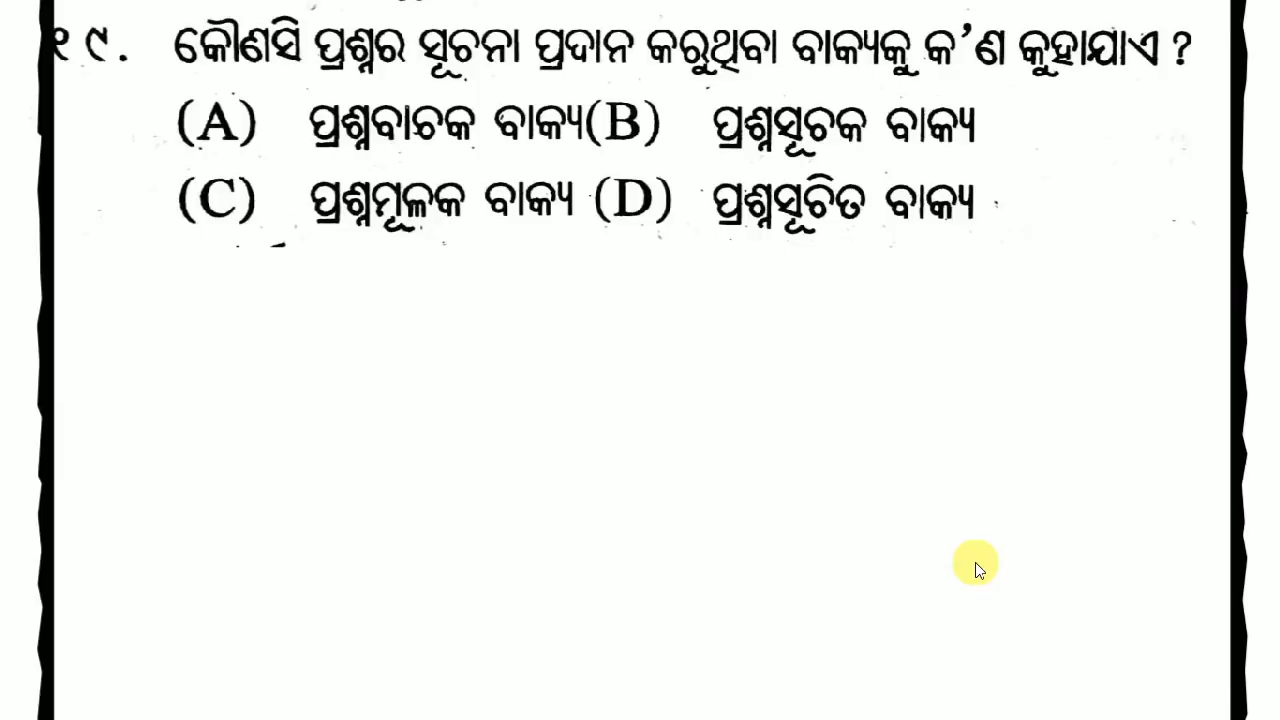 ୧୯. କୌଣସି ପ୍ରଶ୍ନର ସୂଚନା ପ୍ରଦାନ କରୁଥିବା ବାକ୍ୟକୁ କ'ଣ କୁହାଯାଏ ?
(A) ପ୍ରଶ୍ନବାଚକ ବାକ୍ୟ (B) ପ୍ରଶ୍ନସୂଚକ ବାକ୍ୟ
(C) ପ୍ରଶ୍ନମୂଳକ ବାକ୍ୟ (D) ପ୍ରଶ୍ନସୂଚିତ ବାକ୍ୟ